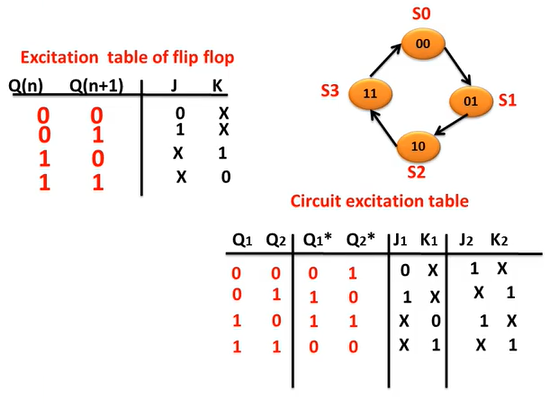 Excitation table of flip flop
Q(n) Q(n+1) J K
0 0 0 X
0 1 1 X
1 0 X 1
1 1 X 0
S0
00
S3
11
01
S1
10
S2
Circuit excitation table
Q1 Q2 Q1* Q2* J1 K1 J2 K2
0 0 0 1 0 X 1 X
0 1 1 0 1 X X 1
1 0 1 1 X 0 1 X
1 1 0 0 X 1 X 1